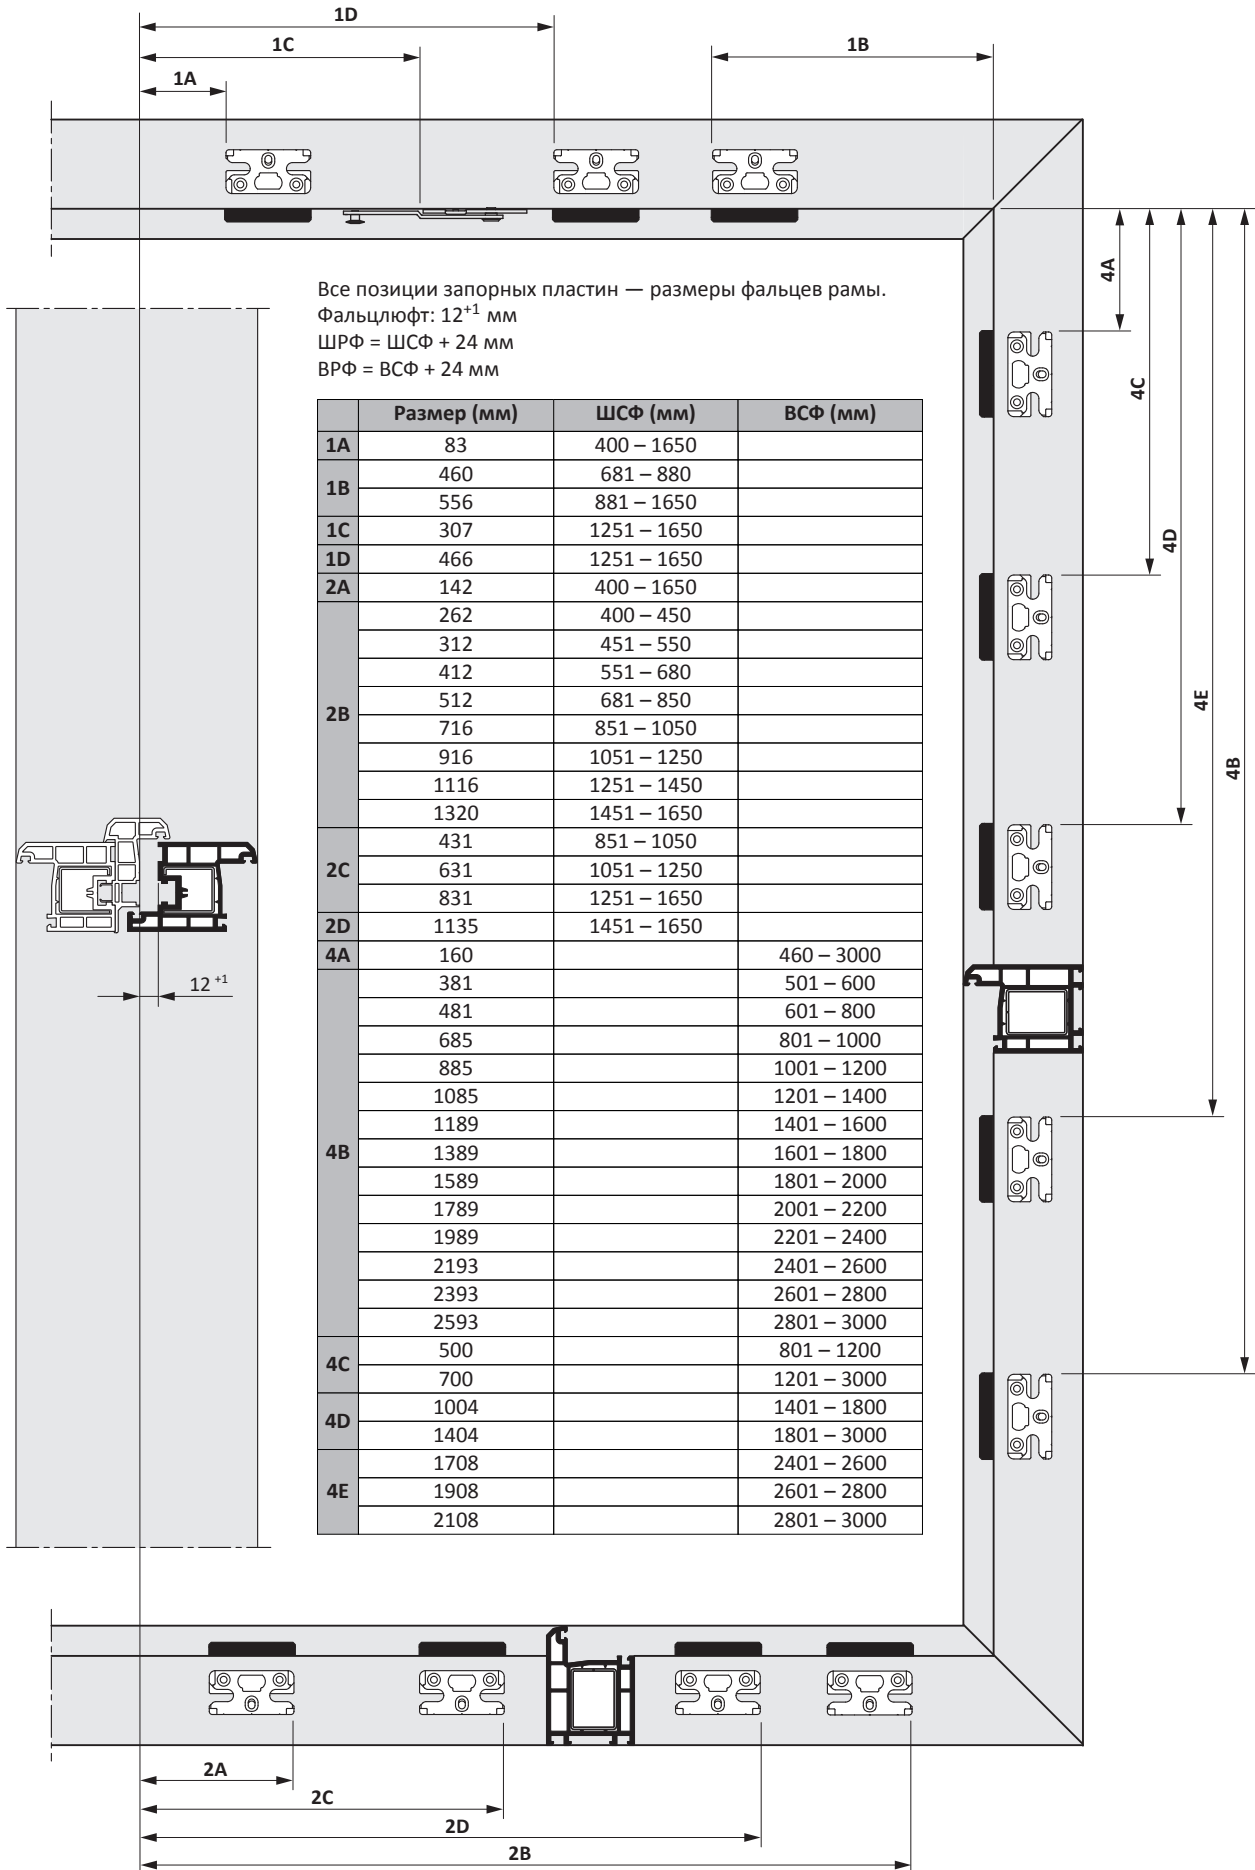 1D
1C
1B
1A
Все позиции запорных пластин — размеры фальцев рамы.
Фальцлюфт: 12+1 мм
ШРФ = ШСФ + 24 мм
ВРФ = ВСФ + 24 мм
Размер (мм) ШСФ (мм) ВСФ (мм)
1A 83 400 – 1650
1B 460 681 – 880
556 881 – 1650
1C 307 1251 – 1650
1D 466 1251 – 1650
2A 142 400 – 1650
2B 262 400 – 450
312 451 – 550
412 551 – 680
512 681 – 850
716 851 – 1050
916 1051 – 1250
1116 1251 – 1450
1320 1451 – 1650
2C 431 851 – 1050
631 1051 – 1250
831 1251 – 1650
2D 1135 1451 – 1650
4A 160 460 – 3000
4B 381 501 – 600
481 601 – 800
685 801 – 1000
885 1001 – 1200
1085 1201 – 1400
1189 1401 – 1600
1389 1601 – 1800
1589 1801 – 2000
1789 2001 – 2200
1989 2201 – 2400
2193 2401 – 2600
2393 2601 – 2800
2593 2801 – 3000
4C 500 801 – 1200
700 1201 – 3000
4D 1004 1401 – 1800
1404 1801 – 3000
4E 1708 2401 – 2600
1908 2601 – 2800
2108 2801 – 3000
12 +1
4A
4C
4D
4E
4B
2A
2C
2D
2B